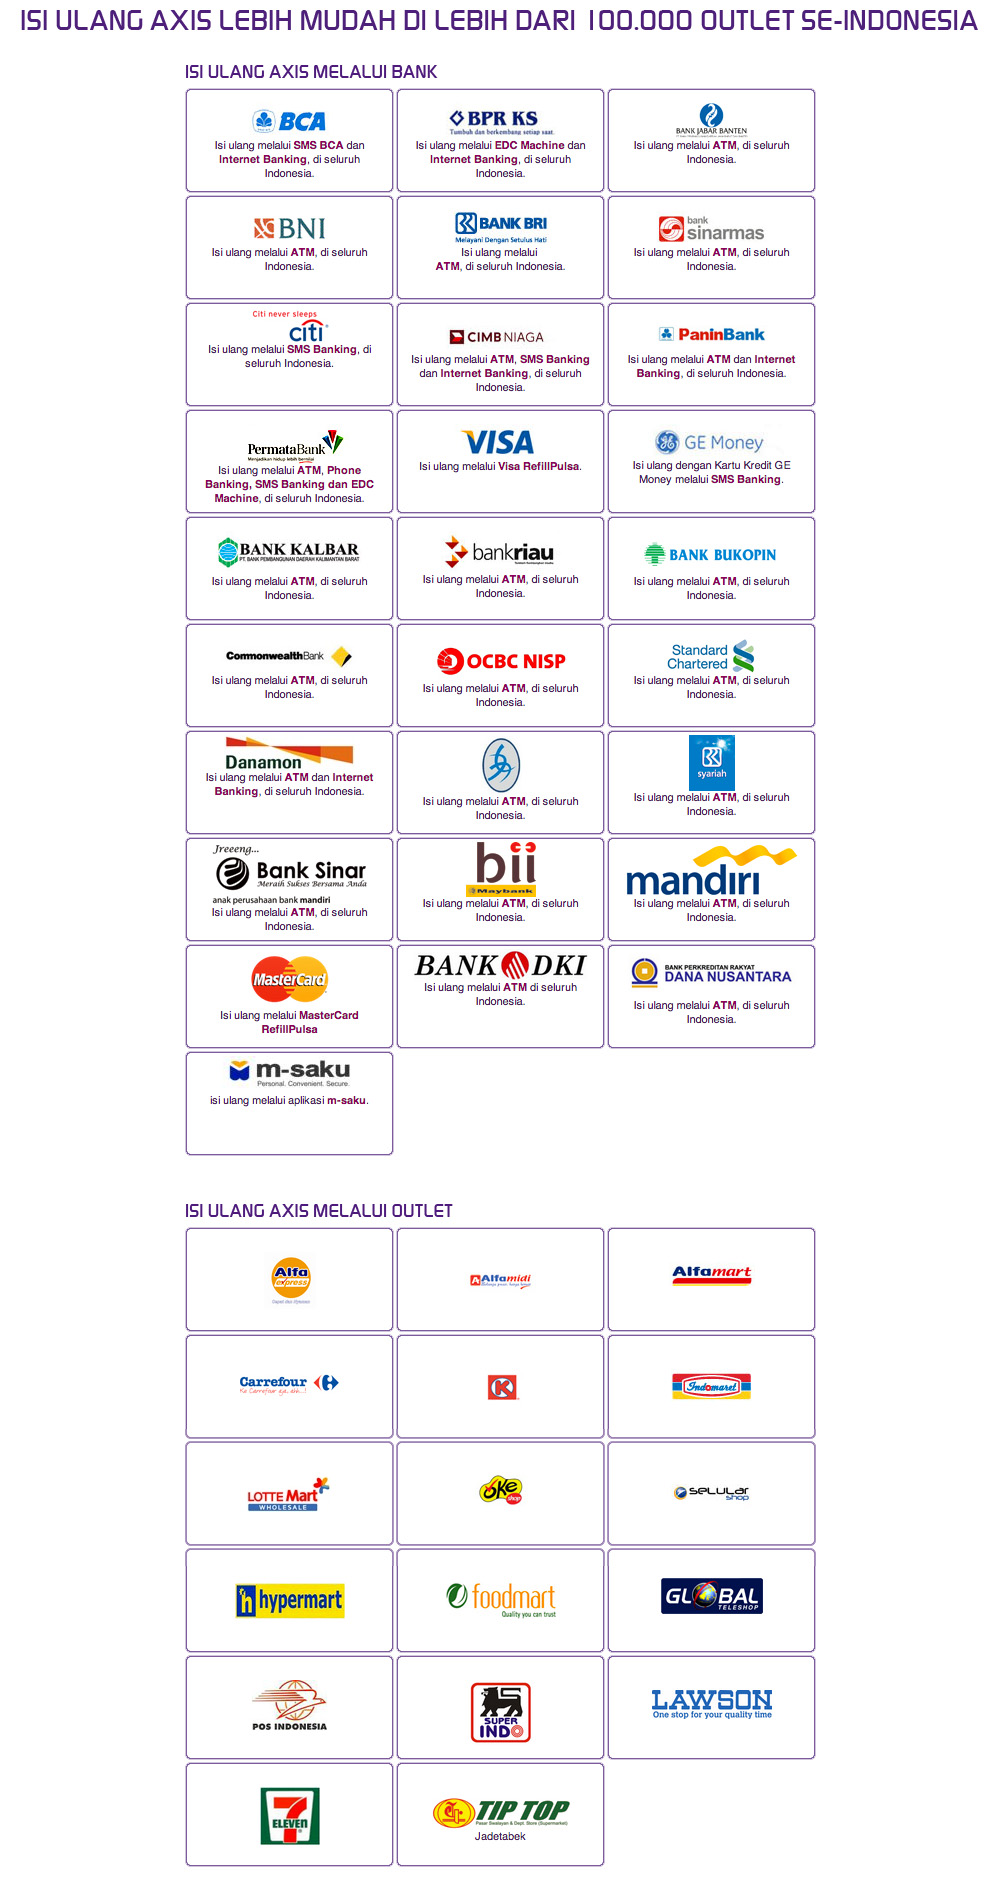 ISI ULANG AXIS LEBIH MUDAH DI LEBIH DARI 100.000 OUTLET SE-INDONESIA
ISI ULANG AXIS MELALUI BANK
BCA
Isi ulang melalui SMS BCA dan
Internet Banking, di seluruh
Indonesia.
BPR KS
Tumbuh dan berkembang setiap saat.
Isi ulang melalui EDC Machine dan
Internet Banking, di seluruh
Indonesia.
BANK JABAR BANTEN
Isi ulang melalui ATM, di seluruh
Indonesia.
BNI
Isi ulang melalui ATM, di seluruh
Indonesia.
BANK BRI
Melayani Dengan Setulus Hati
Isi ulang melalui
ATM, di seluruh Indonesia.
bank
sinarmas
Isi ulang melalui ATM, di seluruh
Indonesia.
Citi never sleeps
citi
Isi ulang melalui SMS Banking, di
seluruh Indonesia.
CIMB NIAGA
Isi ulang melalui ATM, SMS Banking
dan Internet Banking, di seluruh
Indonesia.
PaninBank
Isi ulang melalui ATM dan Internet
Banking, di seluruh Indonesia.
PermataBank
Menjadikan hidup lebih bernilai
Isi ulang melalui ATM, Phone
Banking, SMS Banking dan EDC
Machine, di seluruh Indonesia.
VISA
Isi ulang melalui Visa RefillPulsa.
GE Money
Isi ulang dengan Kartu Kredit GE
Money melalui SMS Banking.
BANK KALBAR
PT. BANK PEMBANGUNAN DAERAH KALIMANTAN BARAT
Isi ulang melalui ATM, di seluruh
Indonesia.
bankriau
Isi ulang melalui ATM, di seluruh
Indonesia.
BANK BUKOPIN
Isi ulang melalui ATM, di seluruh
Indonesia.
CommonwealthBank
Isi ulang melalui ATM, di seluruh
Indonesia.
OCBC NISP
Isi ulang melalui ATM, di seluruh
Indonesia.
Standard
Chartered
Isi ulang melalui ATM, di seluruh
Indonesia.
Danamon
Isi ulang melalui ATM dan Internet
Banking, di seluruh Indonesia.
Isi ulang melalui ATM, di seluruh
Indonesia.
syariah
Isi ulang melalui ATM, di seluruh
Indonesia.
Jreeeng...
Bank Sinar
Meraih Sukses Bersama Anda
anak perusahaan bank mandiri
Isi ulang melalui ATM, di seluruh
Indonesia.
bii
Maybank
Isi ulang melalui ATM, di seluruh
Indonesia.
mandiri
Isi ulang melalui ATM, di seluruh
Indonesia.
MasterCard
Isi ulang melalui MasterCard
RefillPulsa
BANK DKI
Isi ulang melalui ATM di seluruh
Indonesia.
BANK PERKREDITAN RAKYAT
DANA NUSANTARA
Isi ulang melalui ATM, di seluruh
Indonesia.
m-saku
Personal. Convenient. Secure.
isi ulang melalui aplikasi m-saku.
ISI ULANG AXIS MELALUI OUTLET
Alfa
express
Alfamidi
Alfamart
Carrefour
Ke Carrefour aja, ahh...!
K
Indomaret
LOTTE Mart
WHOLESALE
oke
shop
SELULAR
shop
h hypermart
foodmart
Quality you can trust
GLOBAL
TELESHOP
POS INDONESIA
SUPER
INDO
LAWSON
One stop for your quality time
7
ELEVEN
TIP TOP
Pasar Swalayan & Dept. Store (Supermarket)
Jadetabek